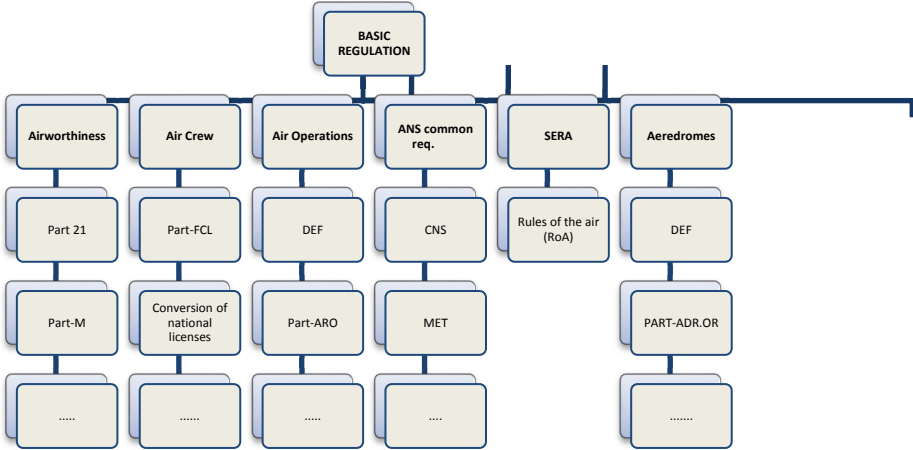 BASIC
REGULATION
Airworthiness
Air Crew
Air Operations
ANS common
req.
SERA
Aeredromes
Part 21
Part-FCL
DEF
CNS
Rules of the air
(RoA)
DEF
Part-M
Conversion of
national
licenses
Part-ARO
MET
PART-ADR.OR
.....
......
.....
....
.......